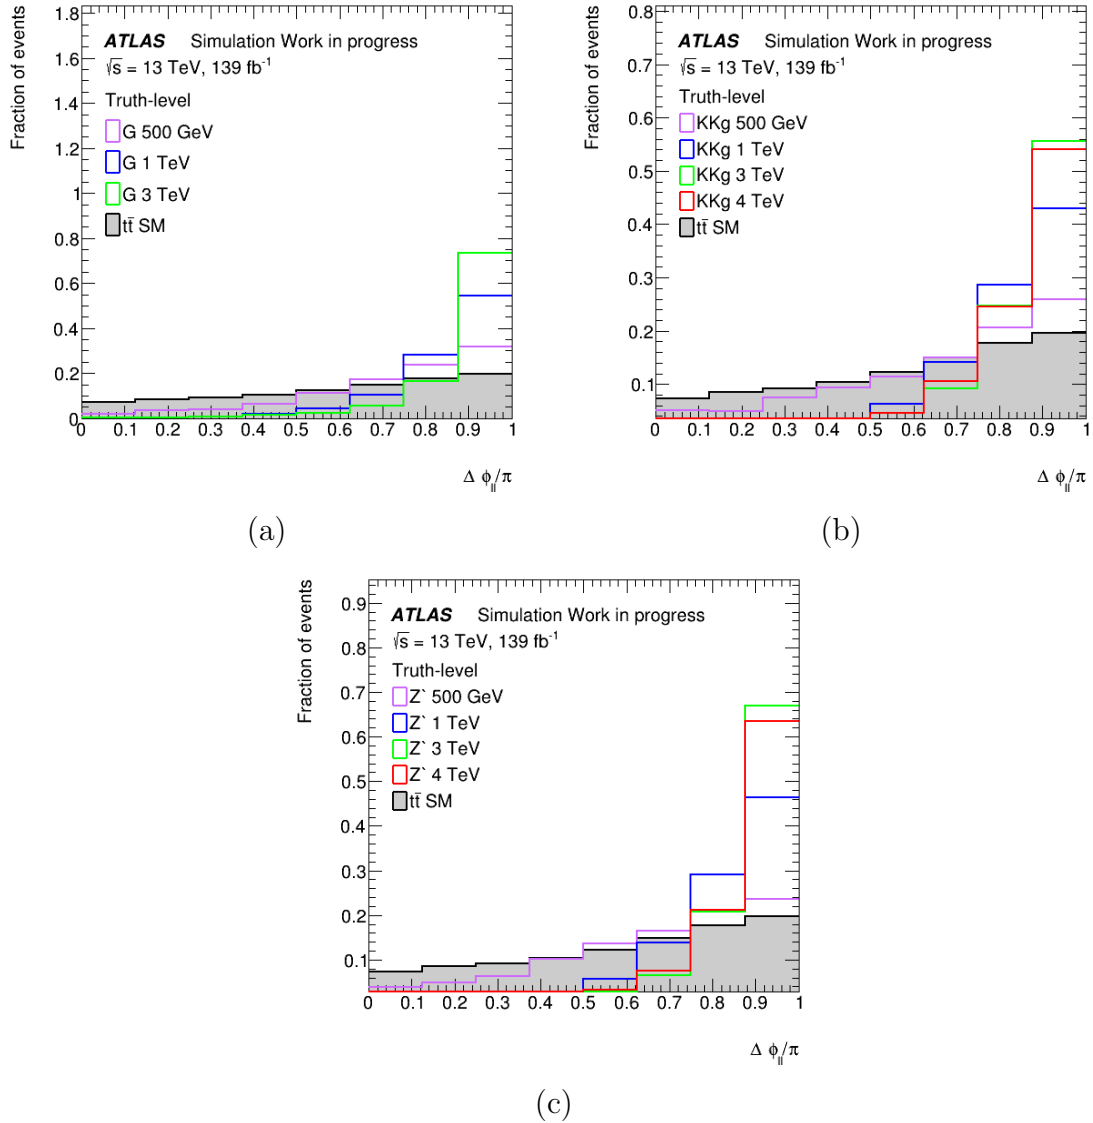 Fraction of events
1.8
1.6
1.4
1.2
1
0.8
0.6
0.4
0.2
0
ATLAS Simulation Work in progress
√s = 13 TeV, 139 fb⁻¹
Truth-level
G 500 GeV
G 1 TeV
G 3 TeV
tt̄ SM
0 0.1 0.2 0.3 0.4 0.5 0.6 0.7 0.8 0.9 1
Δ ϕ_ll/π
(a)
Fraction of events
0.8
0.7
0.6
0.5
0.4
0.3
0.2
0.1
ATLAS Simulation Work in progress
√s = 13 TeV, 139 fb⁻¹
Truth-level
KKg 500 GeV
KKg 1 TeV
KKg 3 TeV
KKg 4 TeV
tt̄ SM
0 0.1 0.2 0.3 0.4 0.5 0.6 0.7 0.8 0.9 1
Δ ϕ_ll/π
(b)
Fraction of events
0.9
0.8
0.7
0.6
0.5
0.4
0.3
0.2
0.1
ATLAS Simulation Work in progress
√s = 13 TeV, 139 fb⁻¹
Truth-level
Z` 500 GeV
Z` 1 TeV
Z` 3 TeV
Z` 4 TeV
tt̄ SM
0 0.1 0.2 0.3 0.4 0.5 0.6 0.7 0.8 0.9 1
Δ ϕ_ll/π
(c)